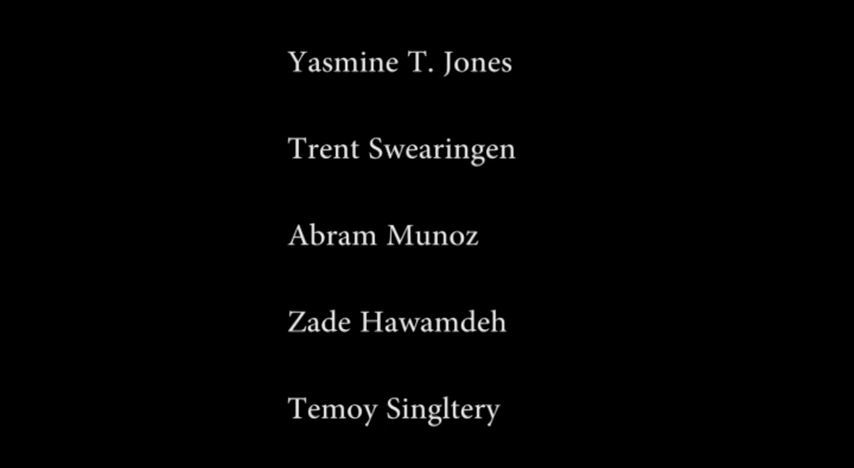 Yasmine T. Jones
Trent Swearingen
Abram Munoz
Zade Hawamdeh
Temoy Singltery